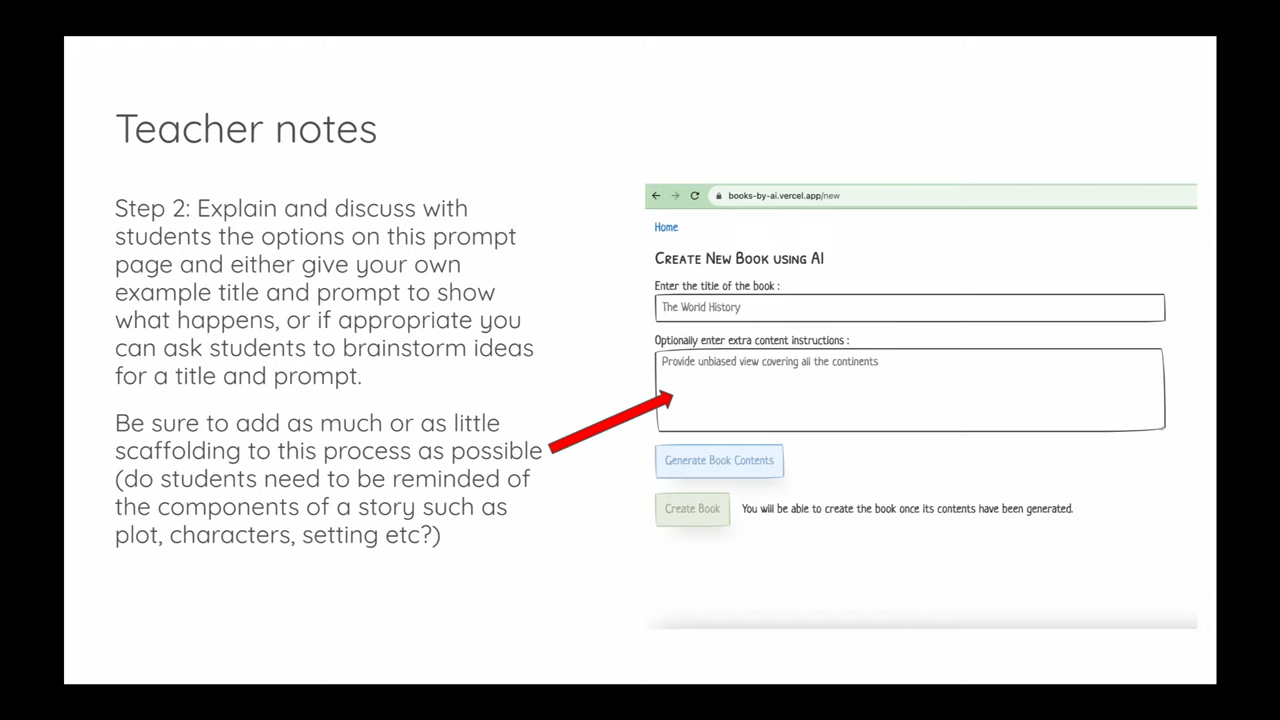 Teacher notes
Step 2: Explain and discuss with
students the options on this prompt
page and either give your own
example title and prompt to show
what happens, or if appropriate you
can ask students to brainstorm ideas
for a title and prompt.
Be sure to add as much or as little
scaffolding to this process as possible
(do students need to be reminded of
the components of a story such as
plot, characters, setting etc?)
books-by-ai.vercel.app/new
Home
Create New Book using AI
Enter the title of the book :
The World History
Optionally enter extra content instructions :
Provide unbiased view covering all the continents
Generate Book Contents
Create Book You will be able to create the book once its contents have been generated.